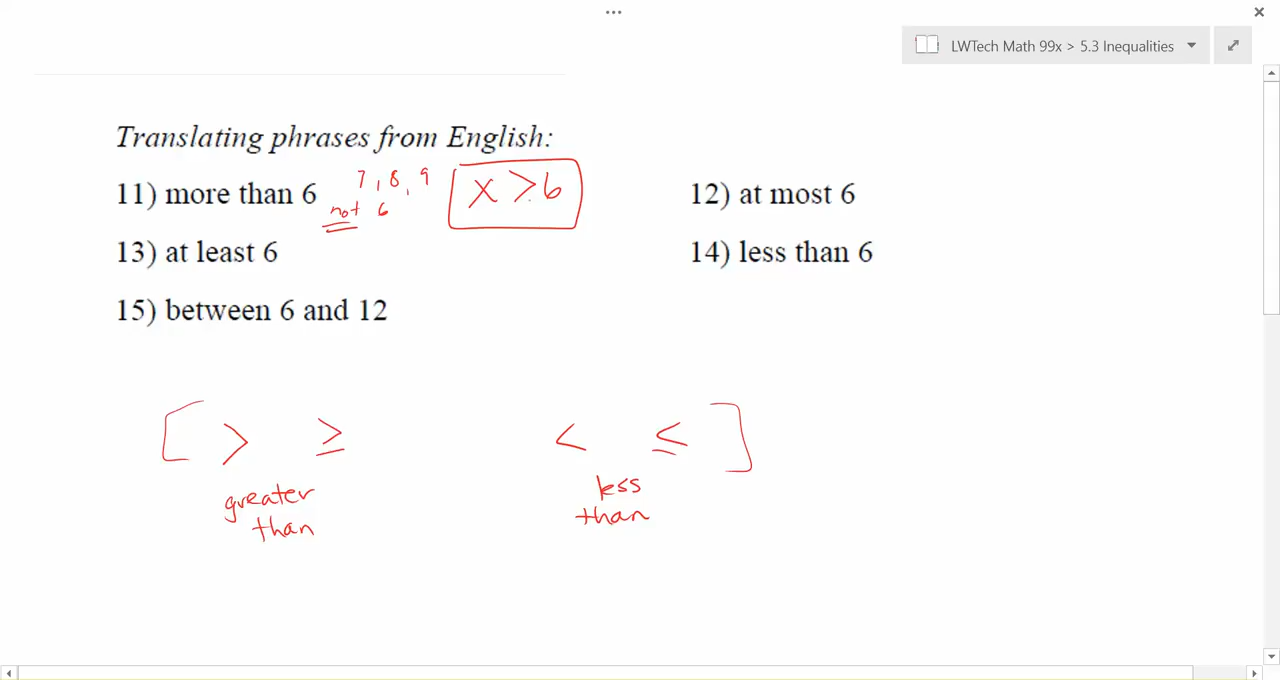 LWTech Math 99x > 5.3 Inequalities
Translating phrases from English:
11) more than 6
7, 8, 9
not 6
x > 6
12) at most 6
13) at least 6
14) less than 6
15) between 6 and 12
[ > ≥ < ≤ ]
greater
than
less
than